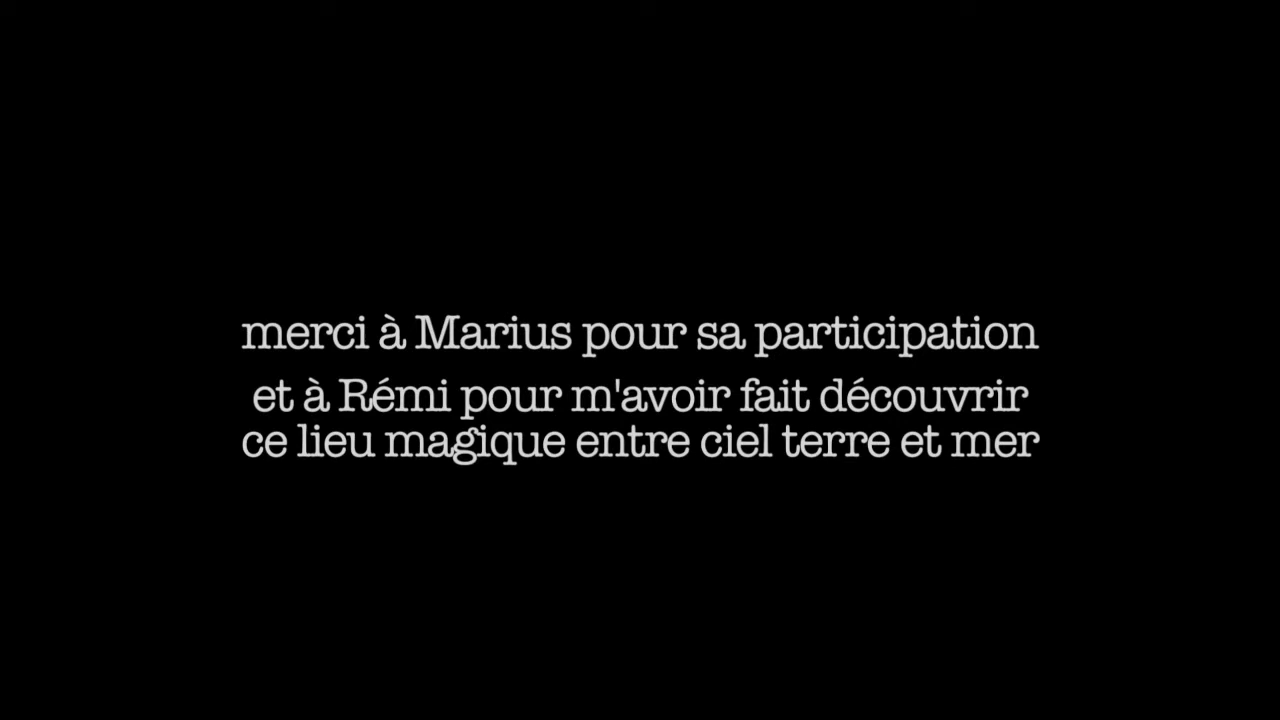 merci à Marius pour sa participation
et à Rémi pour m'avoir fait découvrir
ce lieu magique entre ciel terre et mer